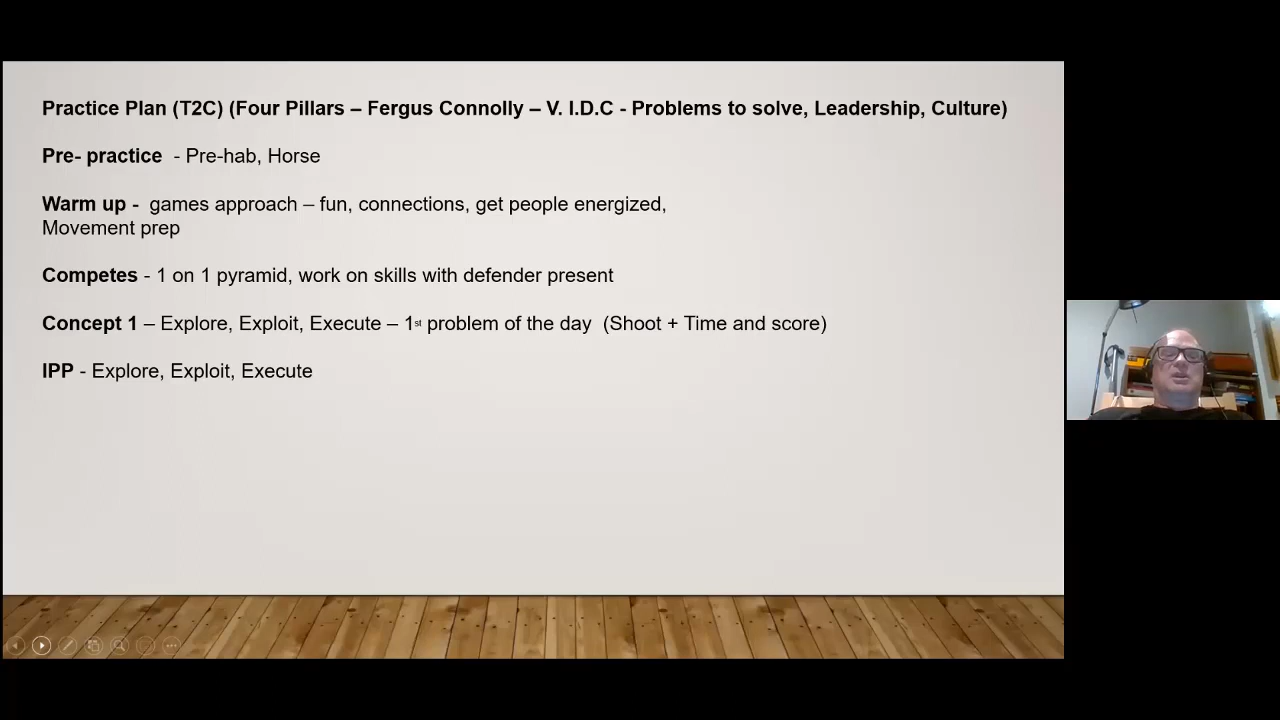 Practice Plan (T2C) (Four Pillars – Fergus Connolly – V. I.D.C - Problems to solve, Leadership, Culture)
Pre- practice - Pre-hab, Horse
Warm up - games approach – fun, connections, get people energized,
Movement prep
Competes - 1 on 1 pyramid, work on skills with defender present
Concept 1 – Explore, Exploit, Execute – 1st problem of the day (Shoot + Time and score)
IPP - Explore, Exploit, Execute